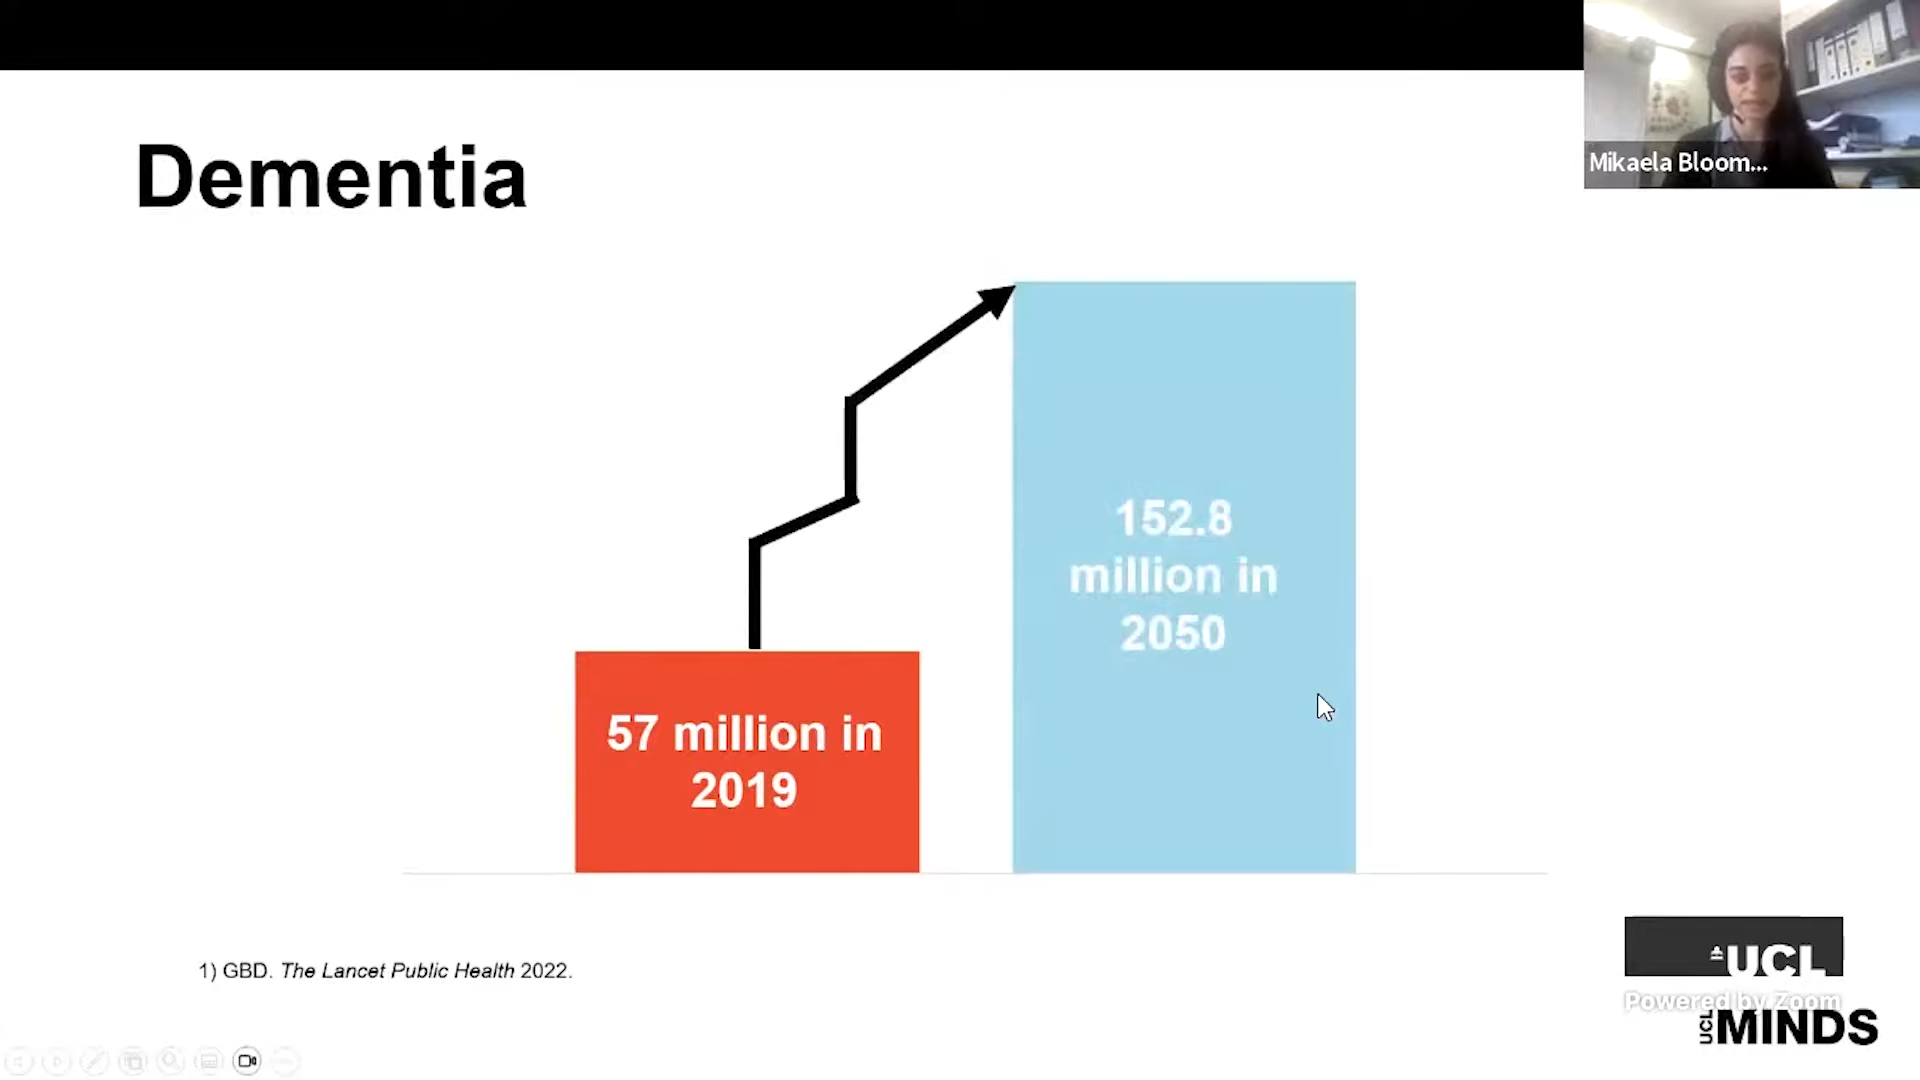 Mikaela Bloom...
Dementia
152.8
million in
2050
57 million in
2019
1) GBD. The Lancet Public Health 2022.
UCL
Powered by Zoom
UCL MINDS